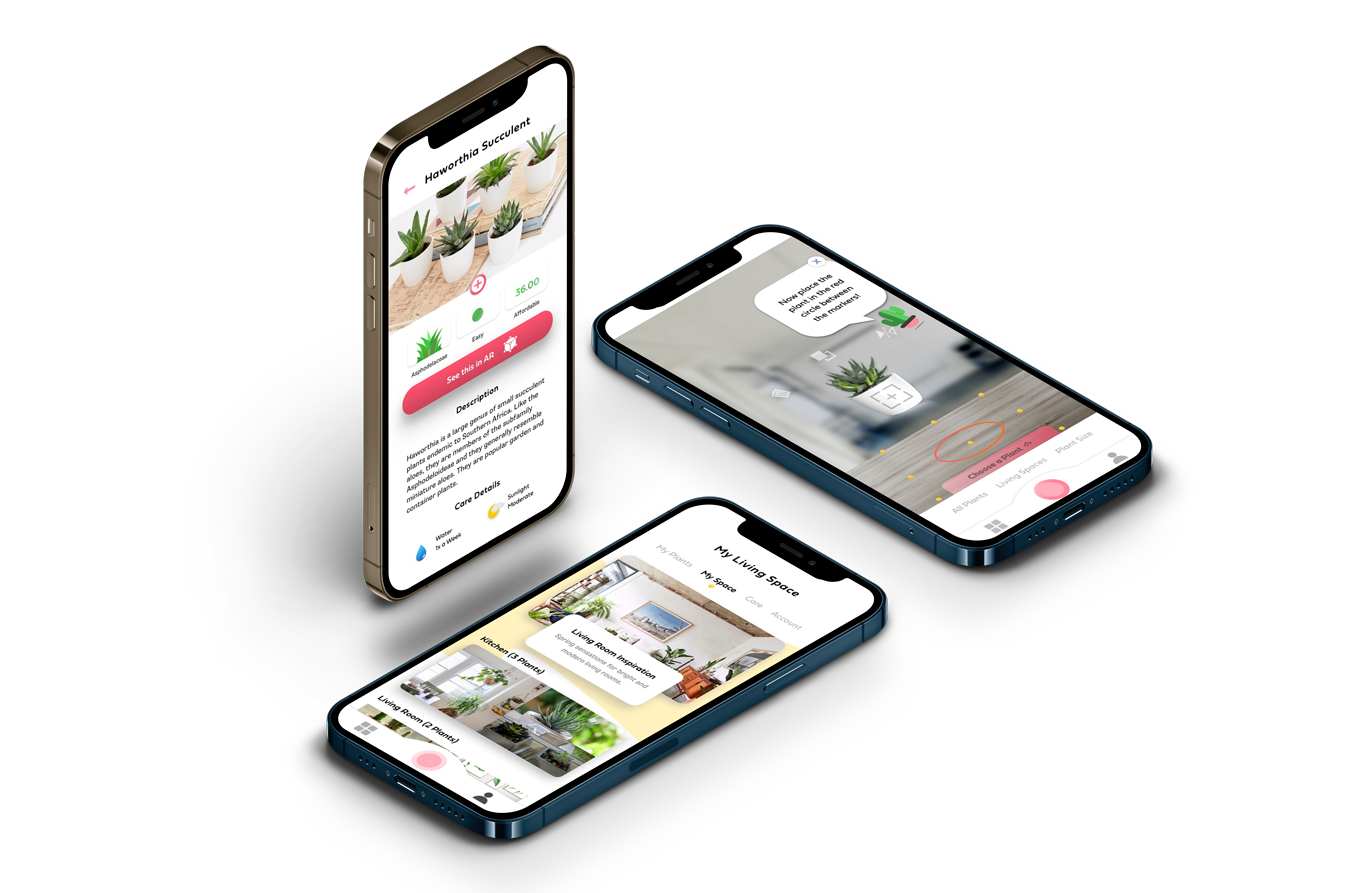 Haworthia Succulent
36.00
Asphodelaceae
Easy
Affordable
See this in AR
Description
Haworthia is a large genus of small succulent
plants endemic to Southern Africa. Like the
aloes, they are members of the subfamily
Asphodeloideae and they generally resemble
miniature aloes. They are popular garden and
container plants.
Care Details
Water
1x a Week
Sunlight
Moderate
Now place the
plant in the red
circle between
the markers!
Choose a Plant
All Plants
Living Spaces
Plant Size
My Living Space
My Plants
My Space
Care
Account
Living Room Inspiration
Spring sensations for bright and
modern living rooms.
Kitchen (3 Plants)
Living Room (2 Plants)